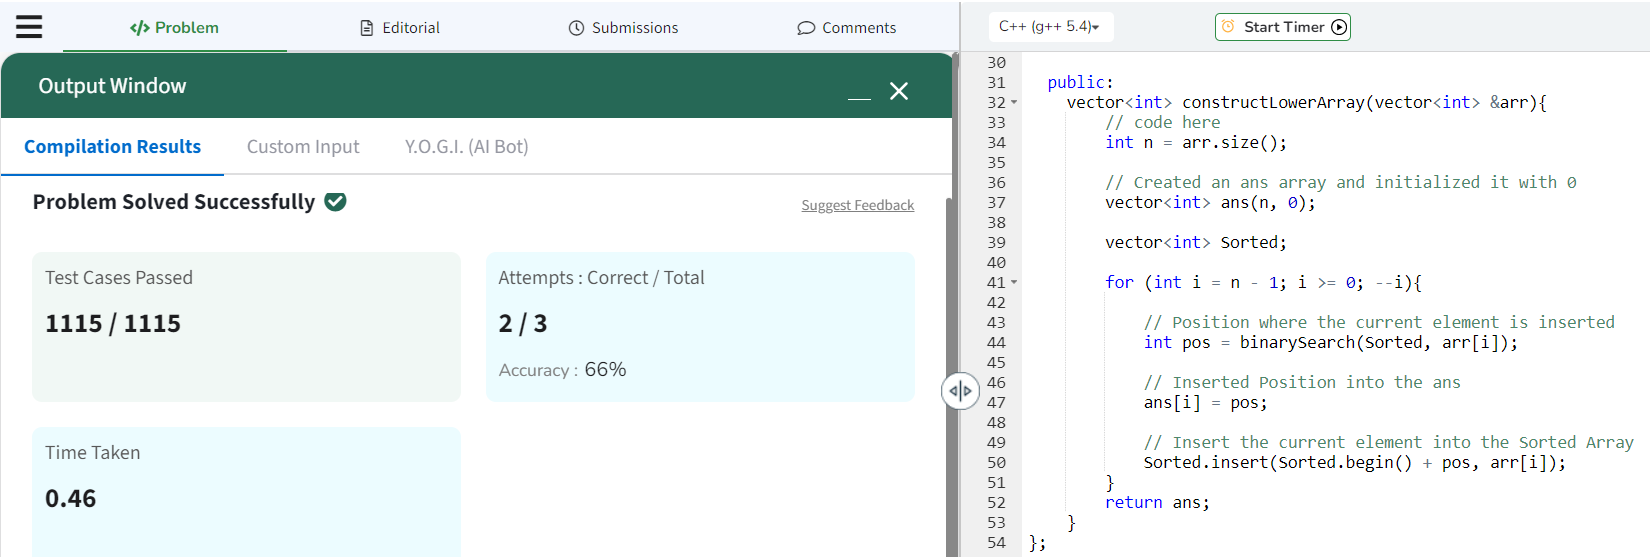 </> Problem
Editorial
Submissions
Comments
Output Window
Compilation Results
Custom Input
Y.O.G.I. (AI Bot)
Problem Solved Successfully
Suggest Feedback
Test Cases Passed
1115 / 1115
Attempts : Correct / Total
2 / 3
Accuracy : 66%
Time Taken
0.46
C++ (g++ 5.4)
Start Timer
30
31 public:
32 vector<int> constructLowerArray(vector<int> &arr){
33 // code here
34 int n = arr.size();
35
36 // Created an ans array and initialized it with 0
37 vector<int> ans(n, 0);
38
39 vector<int> Sorted;
40
41 for (int i = n - 1; i >= 0; --i){
42
43 // Position where the current element is inserted
44 int pos = binarySearch(Sorted, arr[i]);
45
46 // Inserted Position into the ans
47 ans[i] = pos;
48
49 // Insert the current element into the Sorted Array
50 Sorted.insert(Sorted.begin() + pos, arr[i]);
51 }
52 return ans;
53 }
54 };